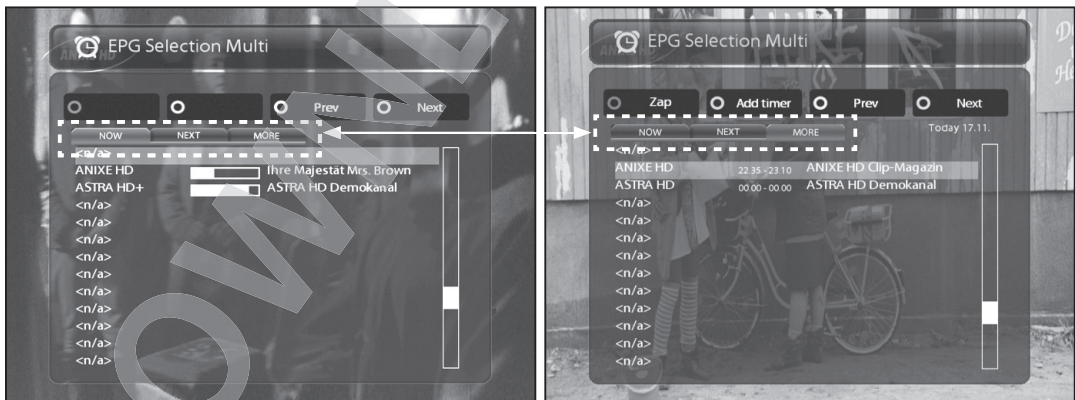 EPG Selection Multi
Prev Next
NOW NEXT MORE
<n/a>
ANIXE HD Ihre Majestät Mrs. Brown
ASTRA HD+ ASTRA HD Demokanal
<n/a>
<n/a>
<n/a>
<n/a>
<n/a>
<n/a>
<n/a>
<n/a>
<n/a>
<n/a>
EPG Selection Multi
Zap Add timer Prev Next
NOW NEXT MORE Today 17.11.
<n/a>
ANIXE HD 22.35 - 23.10 ANIXE HD Clip-Magazin
ASTRA HD 00.00 - 00.00 ASTRA HD Demokanal
<n/a>
<n/a>
<n/a>
<n/a>
<n/a>
<n/a>
<n/a>
<n/a>
<n/a>
<n/a>